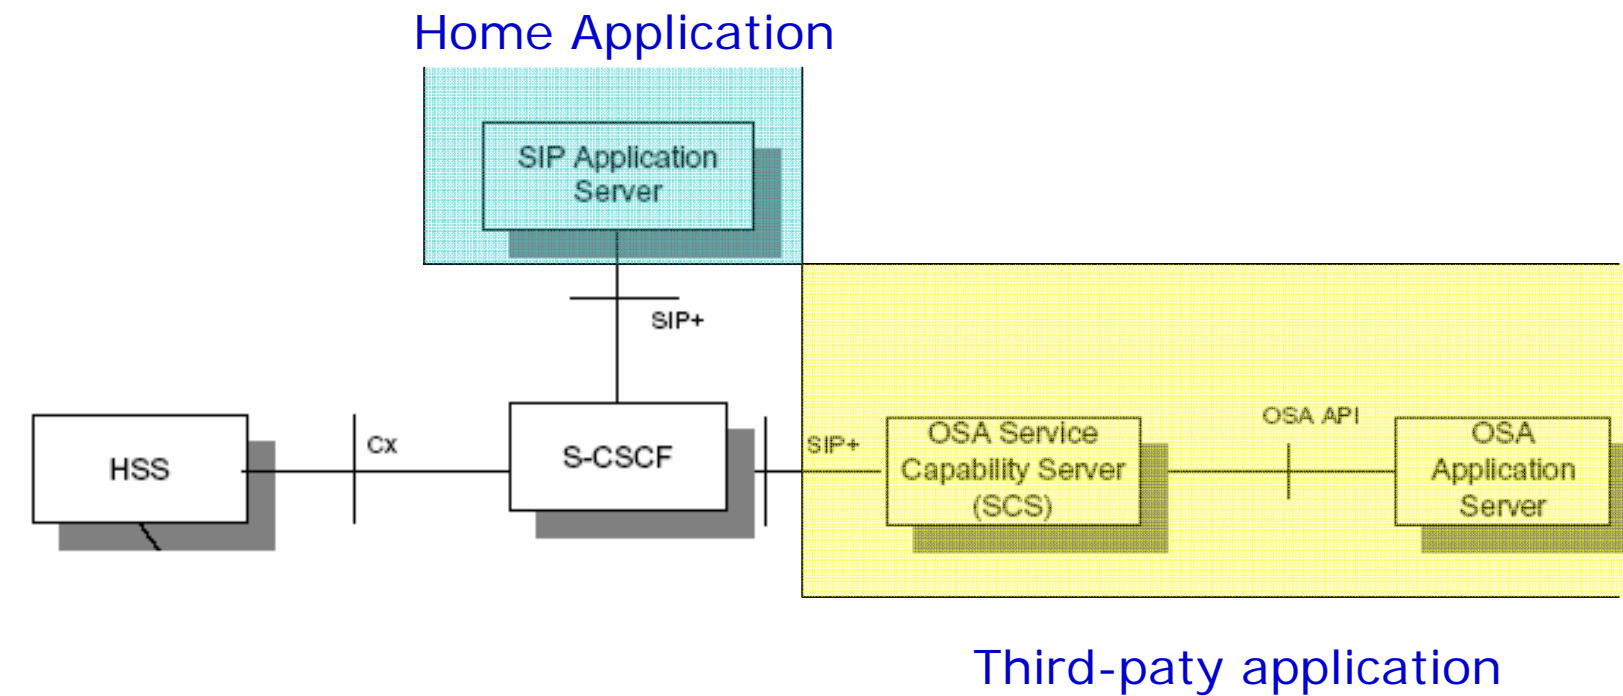 Home Application
SIP Application
Server
SIP+
HSS
Cx
S-CSCF
SIP+
OSA Service
Capability Server
(SCS)
OSA API
OSA
Application
Server
Third-paty application